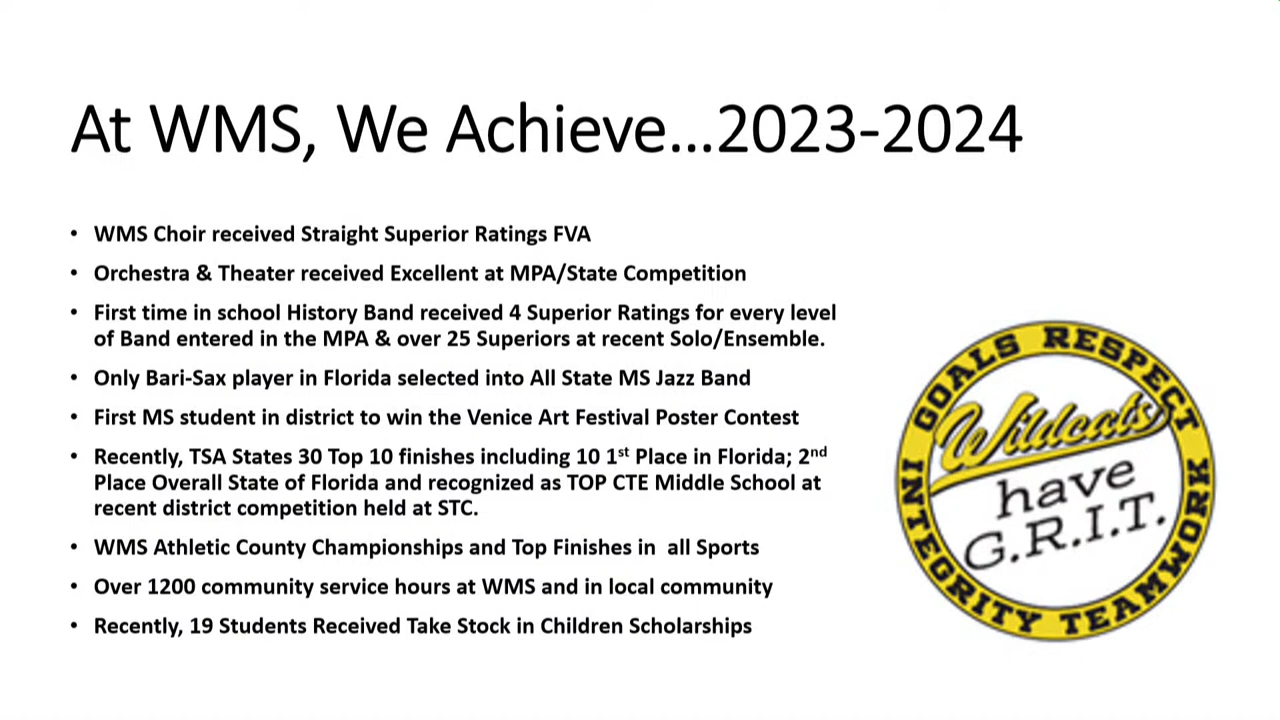 At WMS, We Achieve...2023-2024
• WMS Choir received Straight Superior Ratings FVA
• Orchestra & Theater received Excellent at MPA/State Competition
• First time in school History Band received 4 Superior Ratings for every level
of Band entered in the MPA & over 25 Superiors at recent Solo/Ensemble.
• Only Bari-Sax player in Florida selected into All State MS Jazz Band
• First MS student in district to win the Venice Art Festival Poster Contest
• Recently, TSA States 30 Top 10 finishes including 10 1st Place in Florida; 2nd
Place Overall State of Florida and recognized as TOP CTE Middle School at
recent district competition held at STC.
• WMS Athletic County Championships and Top Finishes in  all Sports
• Over 1200 community service hours at WMS and in local community
• Recently, 19 Students Received Take Stock in Children Scholarships
GOALS RESPECT
Wildcats
have
G.R.I.T.
INTEGRITY TEAMWORK